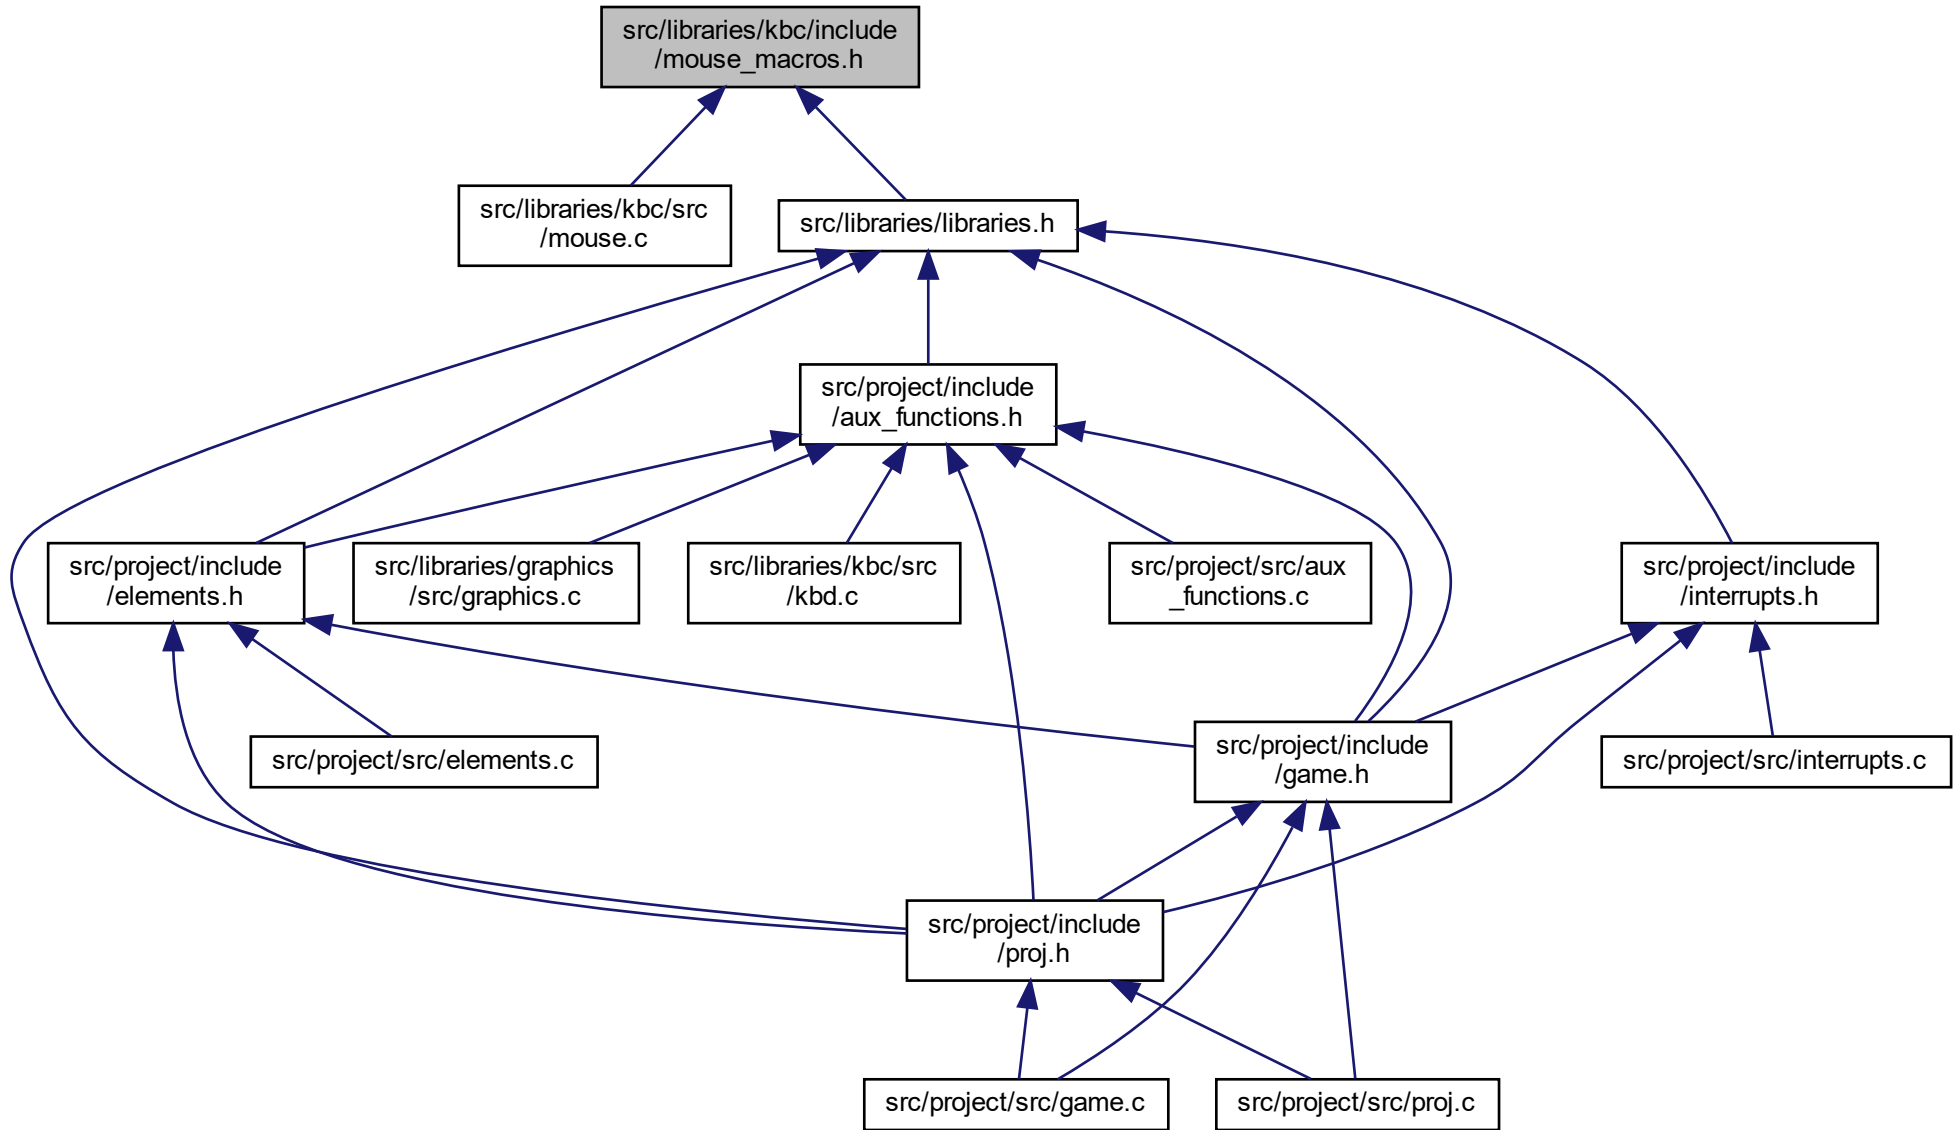 src/libraries/kbc/include
/mouse_macros.h
src/libraries/kbc/src
/mouse.c
src/libraries/libraries.h
src/project/include
/aux_functions.h
src/project/include
/elements.h
src/libraries/graphics
/src/graphics.c
src/libraries/kbc/src
/kbd.c
src/project/src/aux
_functions.c
src/project/include
/interrupts.h
src/project/src/elements.c
src/project/include
/game.h
src/project/src/interrupts.c
src/project/include
/proj.h
src/project/src/game.c
src/project/src/proj.c